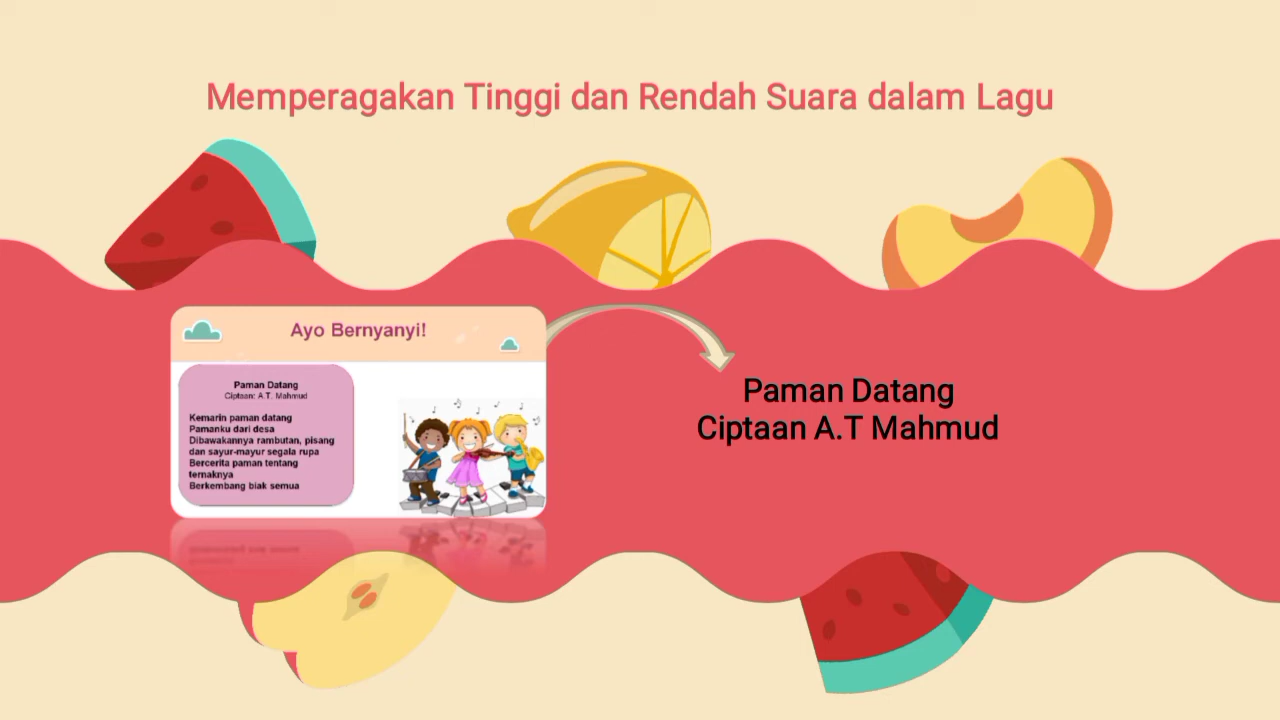 Memperagakan Tinggi dan Rendah Suara dalam Lagu
Ayo Bernyanyi!
Paman Datang
Ciptaan: A.T. Mahmud
Kemarin paman datang
Pamanku dari desa
Dibawakannya rambutan, pisang
dan sayur-mayur segala rupa
Bercerita paman tentang
ternaknya
Berkembang biak semua
Paman Datang
Ciptaan A.T Mahmud